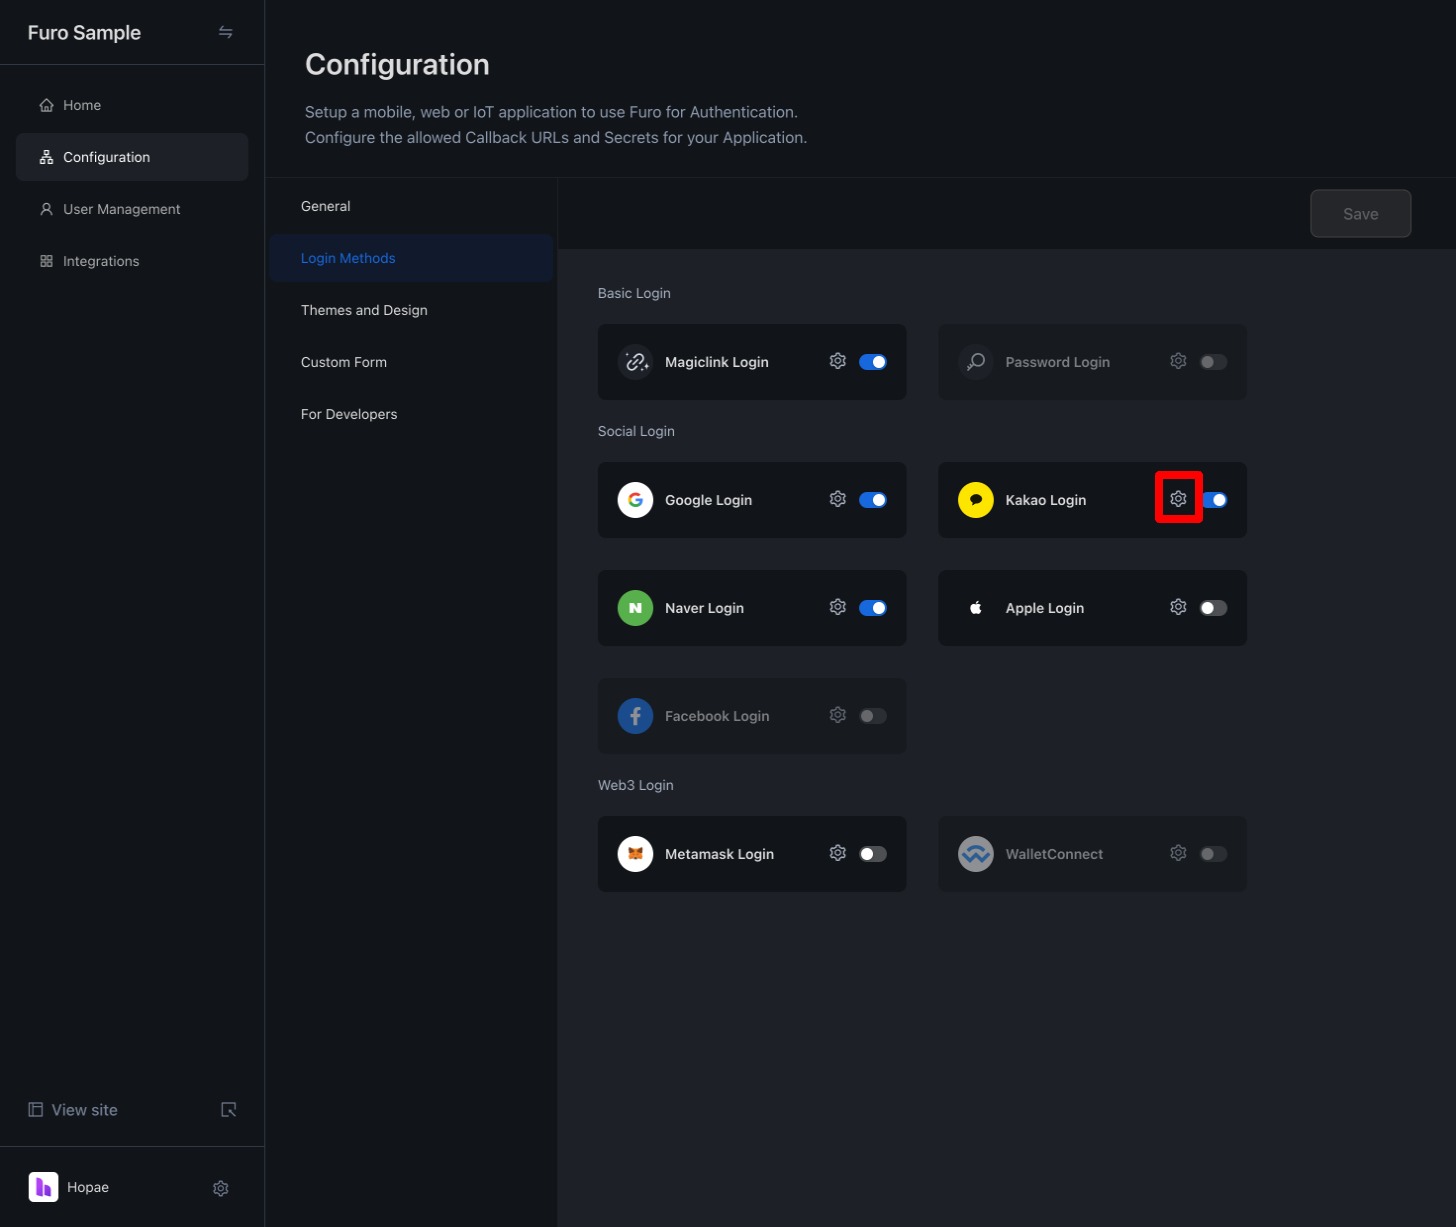 Furo Sample
Home
Configuration
User Management
Integrations
View site
Hopae
Configuration
Setup a mobile, web or IoT application to use Furo for Authentication.
Configure the allowed Callback URLs and Secrets for your Application.
General
Login Methods
Themes and Design
Custom Form
For Developers
Save
Basic Login
Magiclink Login
Password Login
Social Login
Google Login
Kakao Login
Naver Login
Apple Login
Facebook Login
Web3 Login
Metamask Login
WalletConnect